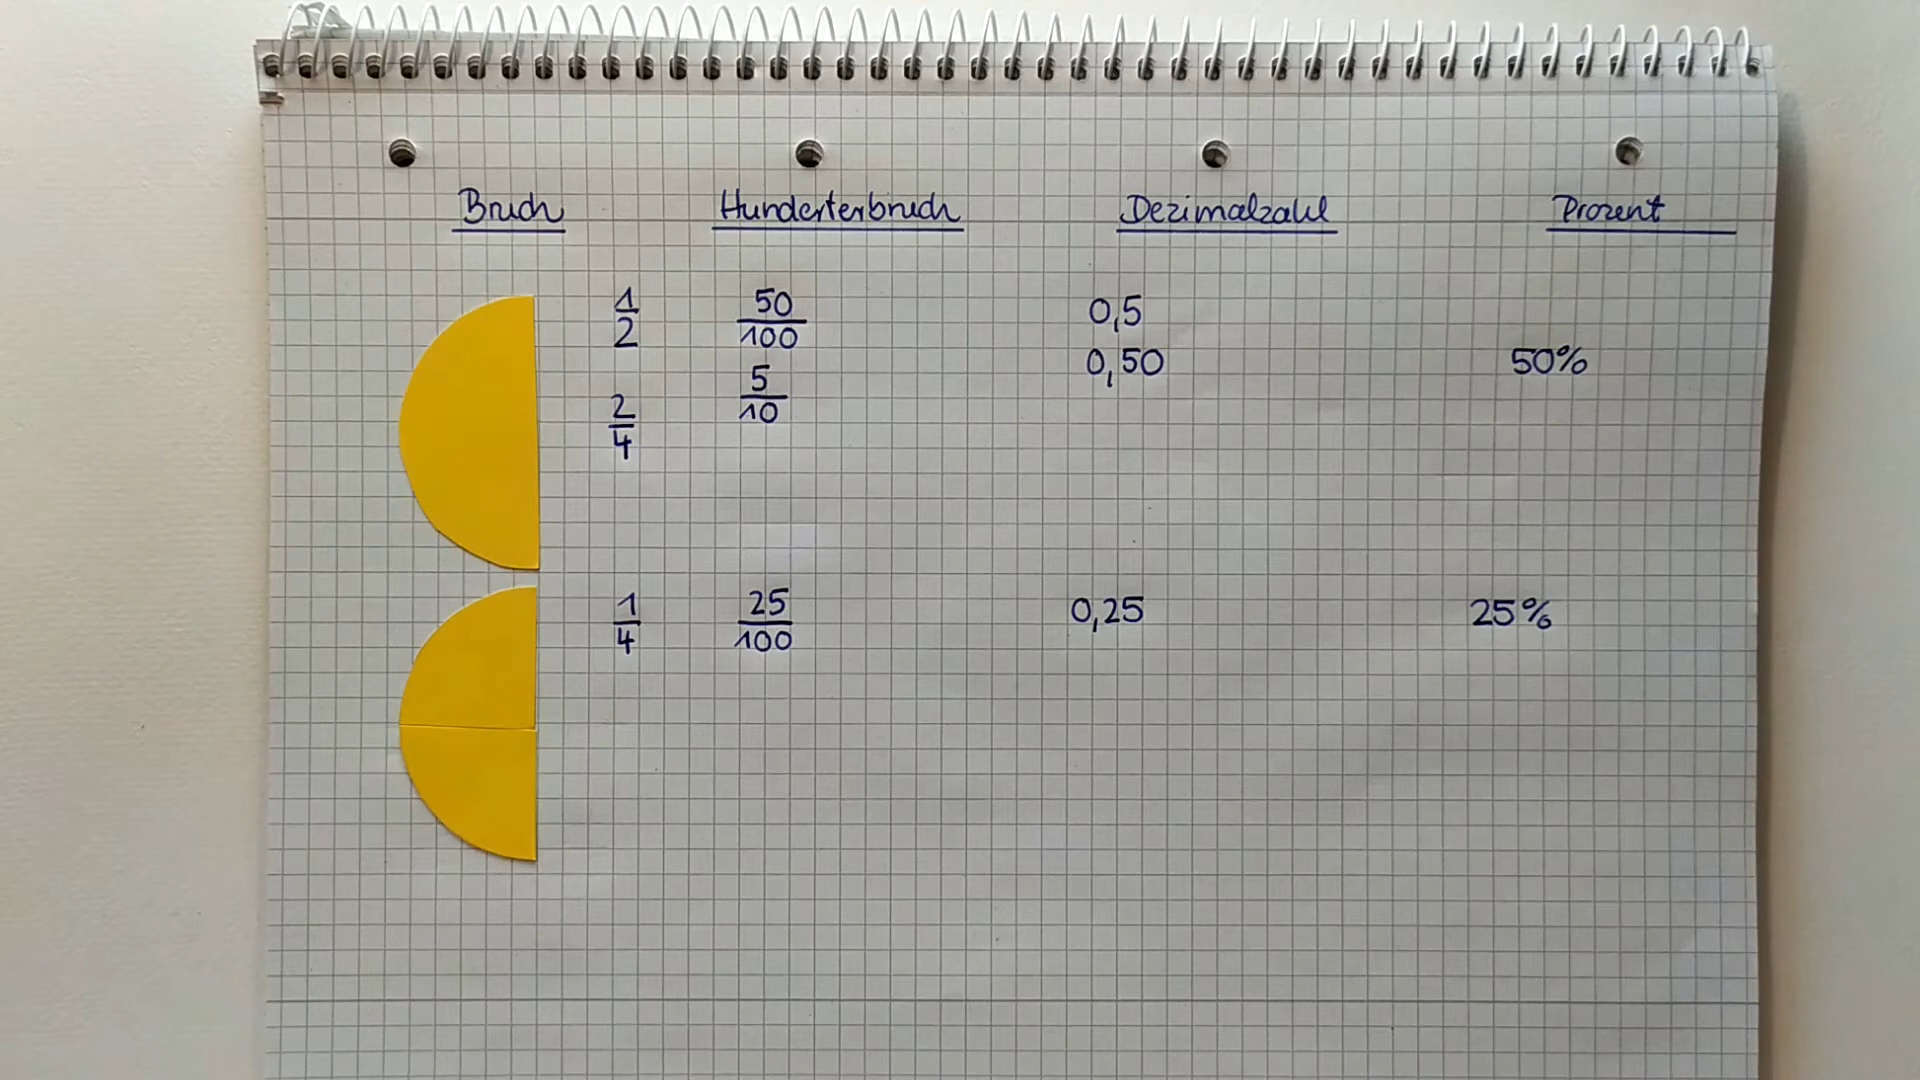 Bruch Hunderterbruch Dezimalzahl Prozent
1/2 50/100 0,5
0,50 50%
2/4 5/10
1/4 25/100 0,25 25%